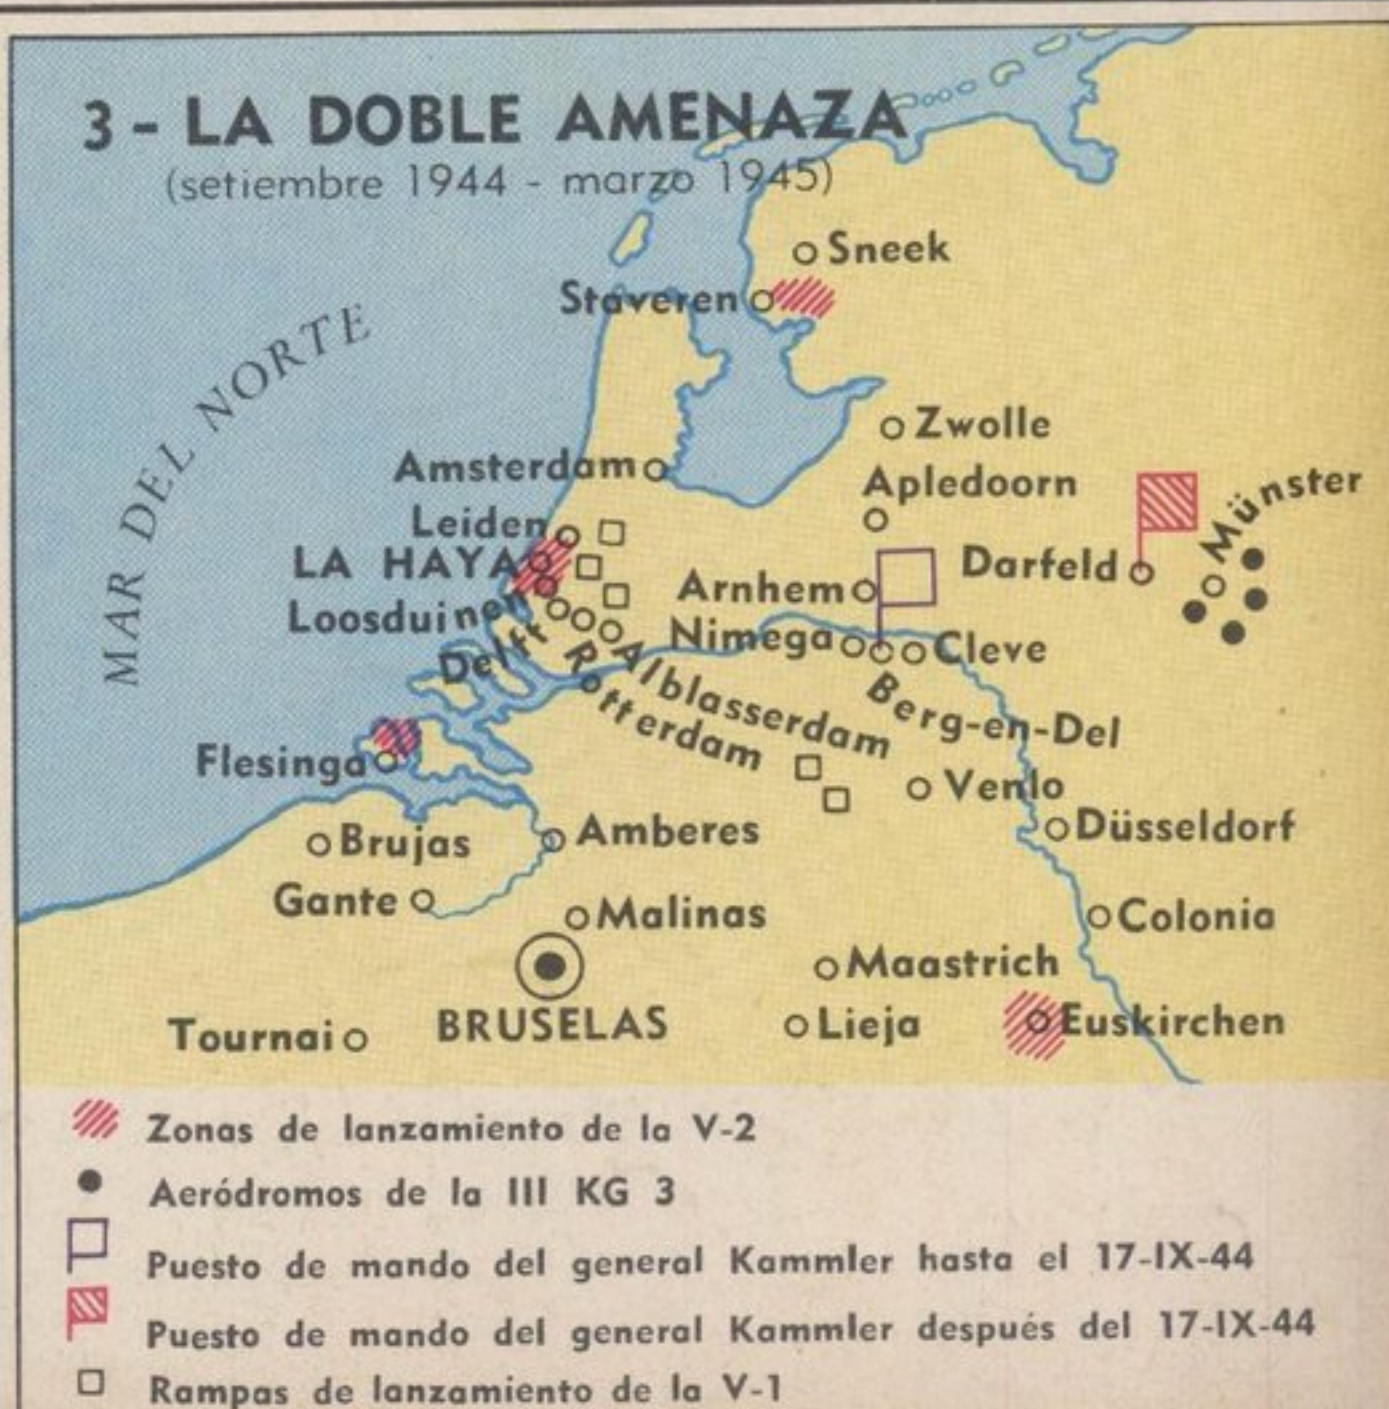 3 - LA DOBLE AMENAZA
(setiembre 1944 - marzo 1945)
MAR DEL NORTE
Sneek
Staveren
Zwolle
Amsterdam
Apledoorn
Münster
Leiden
LA HAYA
Darfeld
Arnhem
Loosduinen
Nimega
Cleve
Delft
Rotterdam
Alblasserdam
Berg-en-Del
Flesinga
Venlo
Brujas
Amberes
Düsseldorf
Gante
Malinas
Colonia
Maastrich
BRUSELAS
Tournai
Lieja
Euskirchen
Zonas de lanzamiento de la V-2
Aeródromos de la III KG 3
Puesto de mando del general Kammler hasta el 17-IX-44
Puesto de mando del general Kammler después del 17-IX-44
Rampas de lanzamiento de la V-1